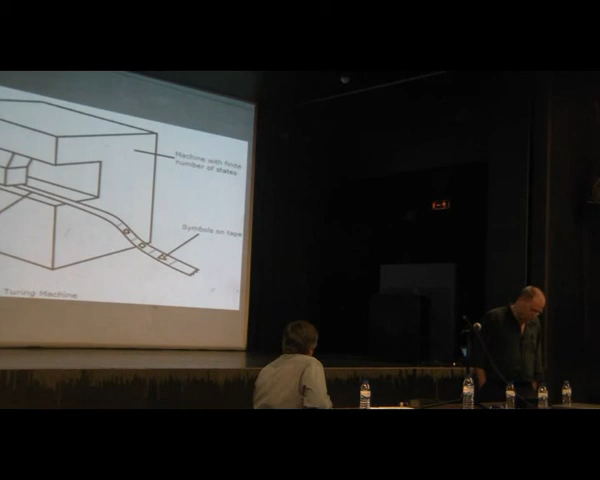 Machine with finite
number of states
Symbols on tape
Turing Machine